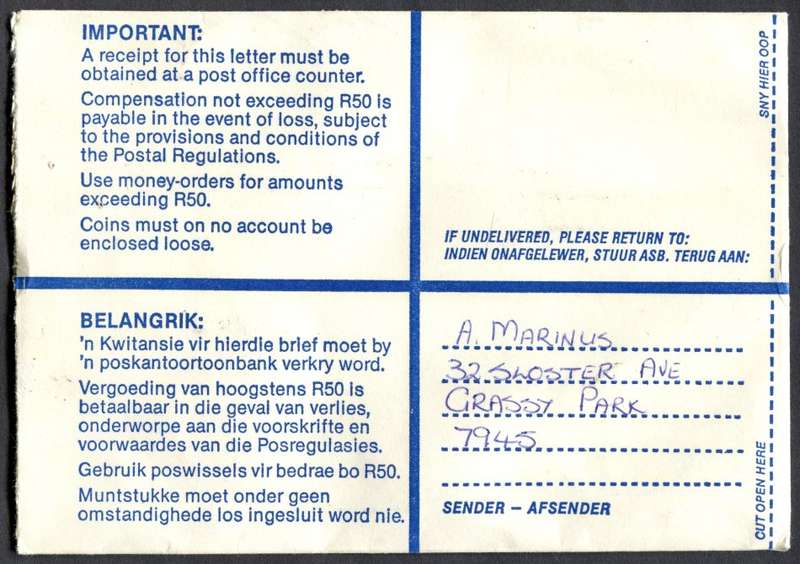 IMPORTANT:
A receipt for this letter must be
obtained at a post office counter.
Compensation not exceeding R50 is
payable in the event of loss, subject
to the provisions and conditions of
the Postal Regulations.
Use money-orders for amounts
exceeding R50.
Coins must on no account be
enclosed loose.
BELANGRIK:
'n Kwitansie vir hierdie brief moet by
'n poskantoortoonbank verkry word.
Vergoeding van hoogstens R50 is
betaalbaar in die geval van verlies,
onderworpe aan die voorskrifte en
voorwaardes van die Posregulasies.
Gebruik poswissels vir bedrae bo R50.
Muntstukke moet onder geen
omstandighede los ingesluit word nie.
IF UNDELIVERED, PLEASE RETURN TO:
INDIEN ONAFGELEWER, STUUR ASB. TERUG AAN:
A. MARINUS
32 SLOSTER AVE
GRASSY PARK
7945
SENDER – AFSENDER
SNY HIER OOP
CUT OPEN HERE